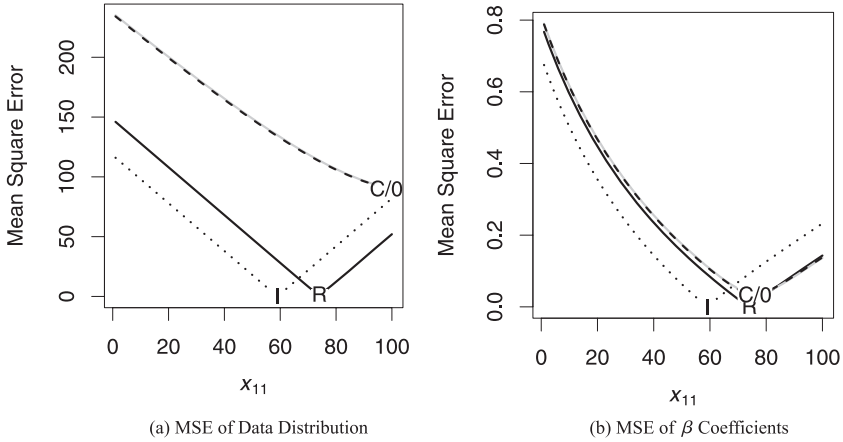 Mean Square Error
200
150
100
50
0
C/0
I
R
0 20 40 60 80 100
x11
(a) MSE of Data Distribution
Mean Square Error
0.8
0.6
0.4
0.2
0.0
C/0
I
R
0 20 40 60 80 100
x11
(b) MSE of β Coefficients